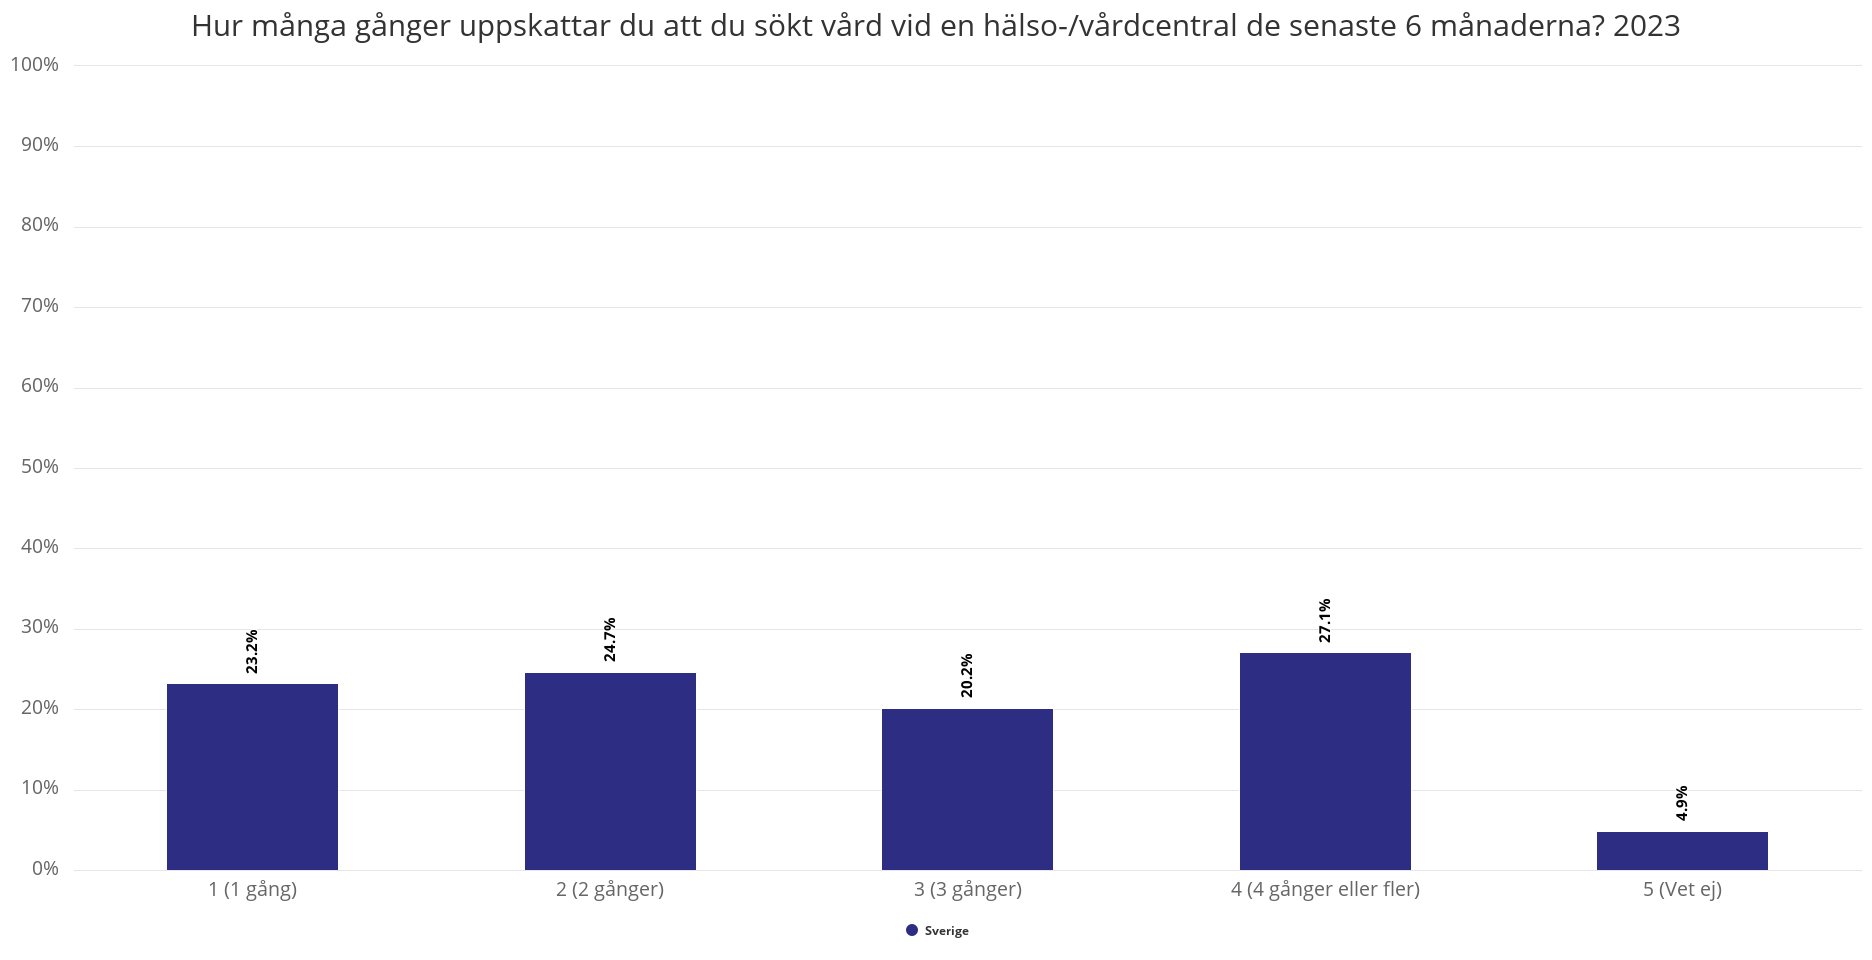 Hur många gånger uppskattar du att du sökt vård vid en hälso-/vårdcentral de senaste 6 månaderna? 2023
100%
90%
80%
70%
60%
50%
40%
30%
20%
10%
0%
23.2%
24.7%
20.2%
27.1%
4.9%
1 (1 gång)
2 (2 gånger)
3 (3 gånger)
4 (4 gånger eller fler)
5 (Vet ej)
Sverige